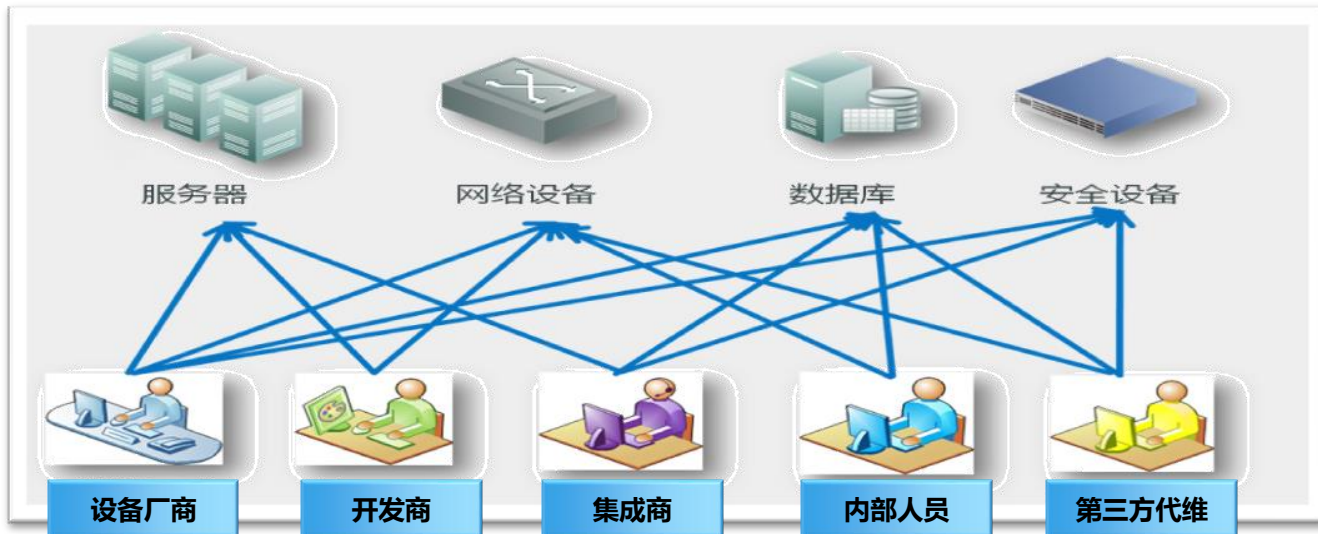 服务器
网络设备
数据库
安全设备
设备厂商
开发商
集成商
内部人员
第三方代维